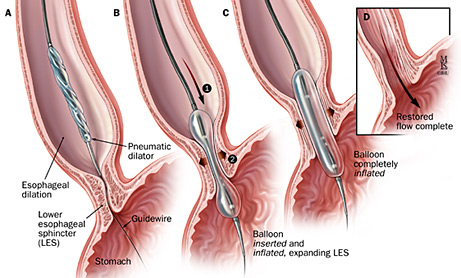 A
B
C
D
1
2
Pneumatic
dilator
Esophageal
dilation
Lower
esophageal
sphincter
(LES)
Guidewire
Stomach
Balloon
inserted and
inflated, expanding LES
Balloon
completely
inflated
Restored
flow complete